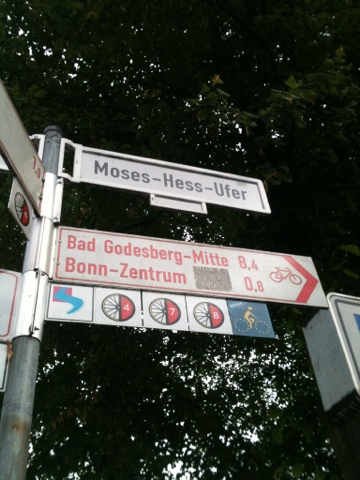 Moses-Hess-Ufer
Bad Godesberg-Mitte 8,4
Bonn-Zentrum 0,8
4 7 8